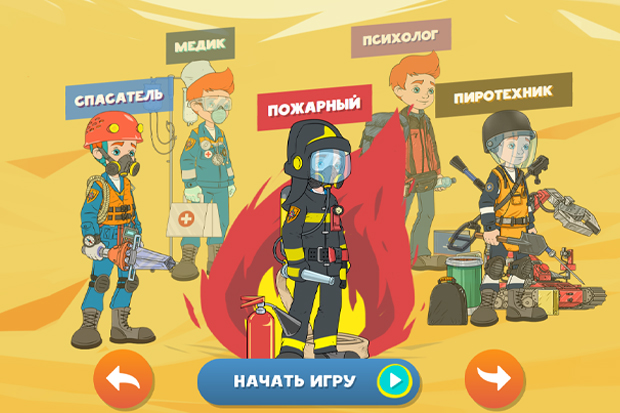 МЕДИК
ПСИХОЛОГ
СПАСАТЕЛЬ
ПОЖАРНЫЙ
ПИРОТЕХНИК
НАЧАТЬ ИГРУ